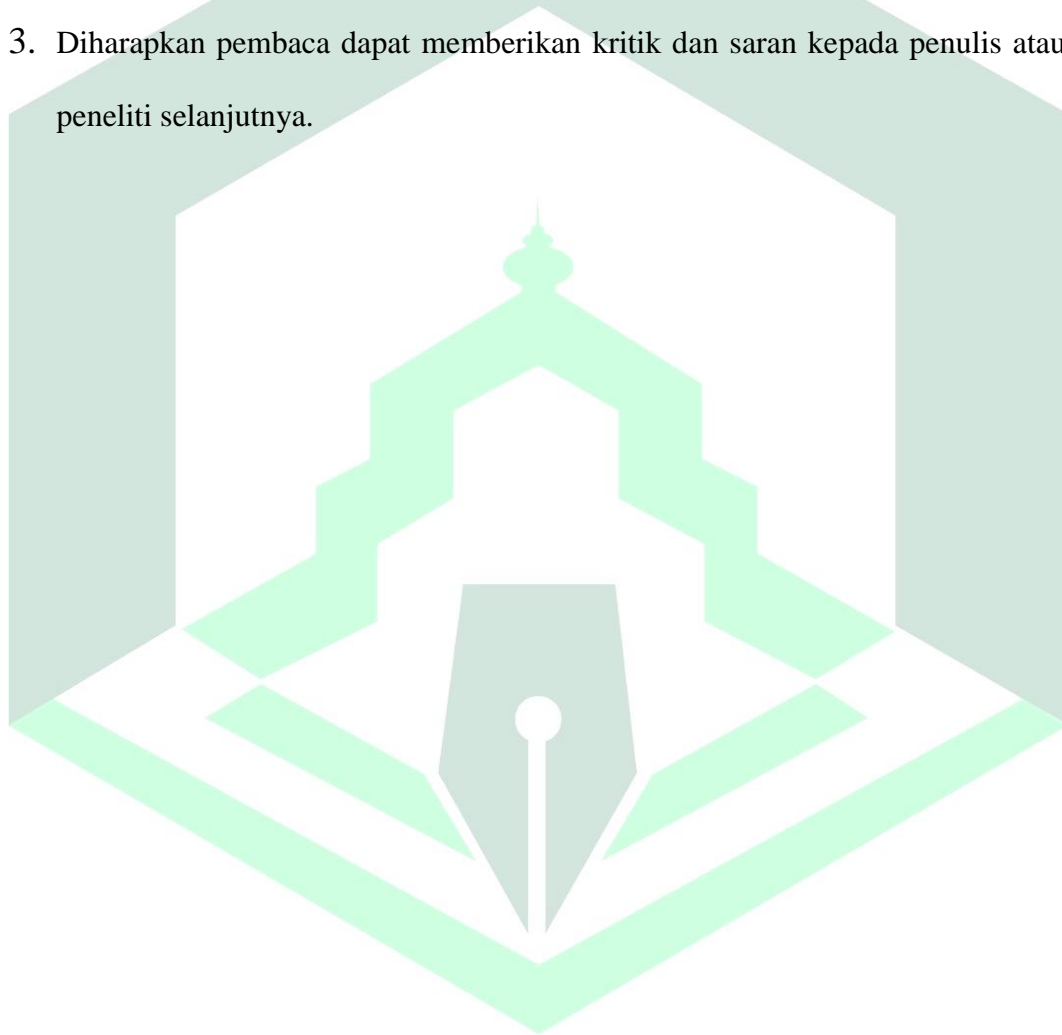 3. Diharapkan pembaca dapat memberikan kritik dan saran kepada penulis atau
peneliti selanjutnya.